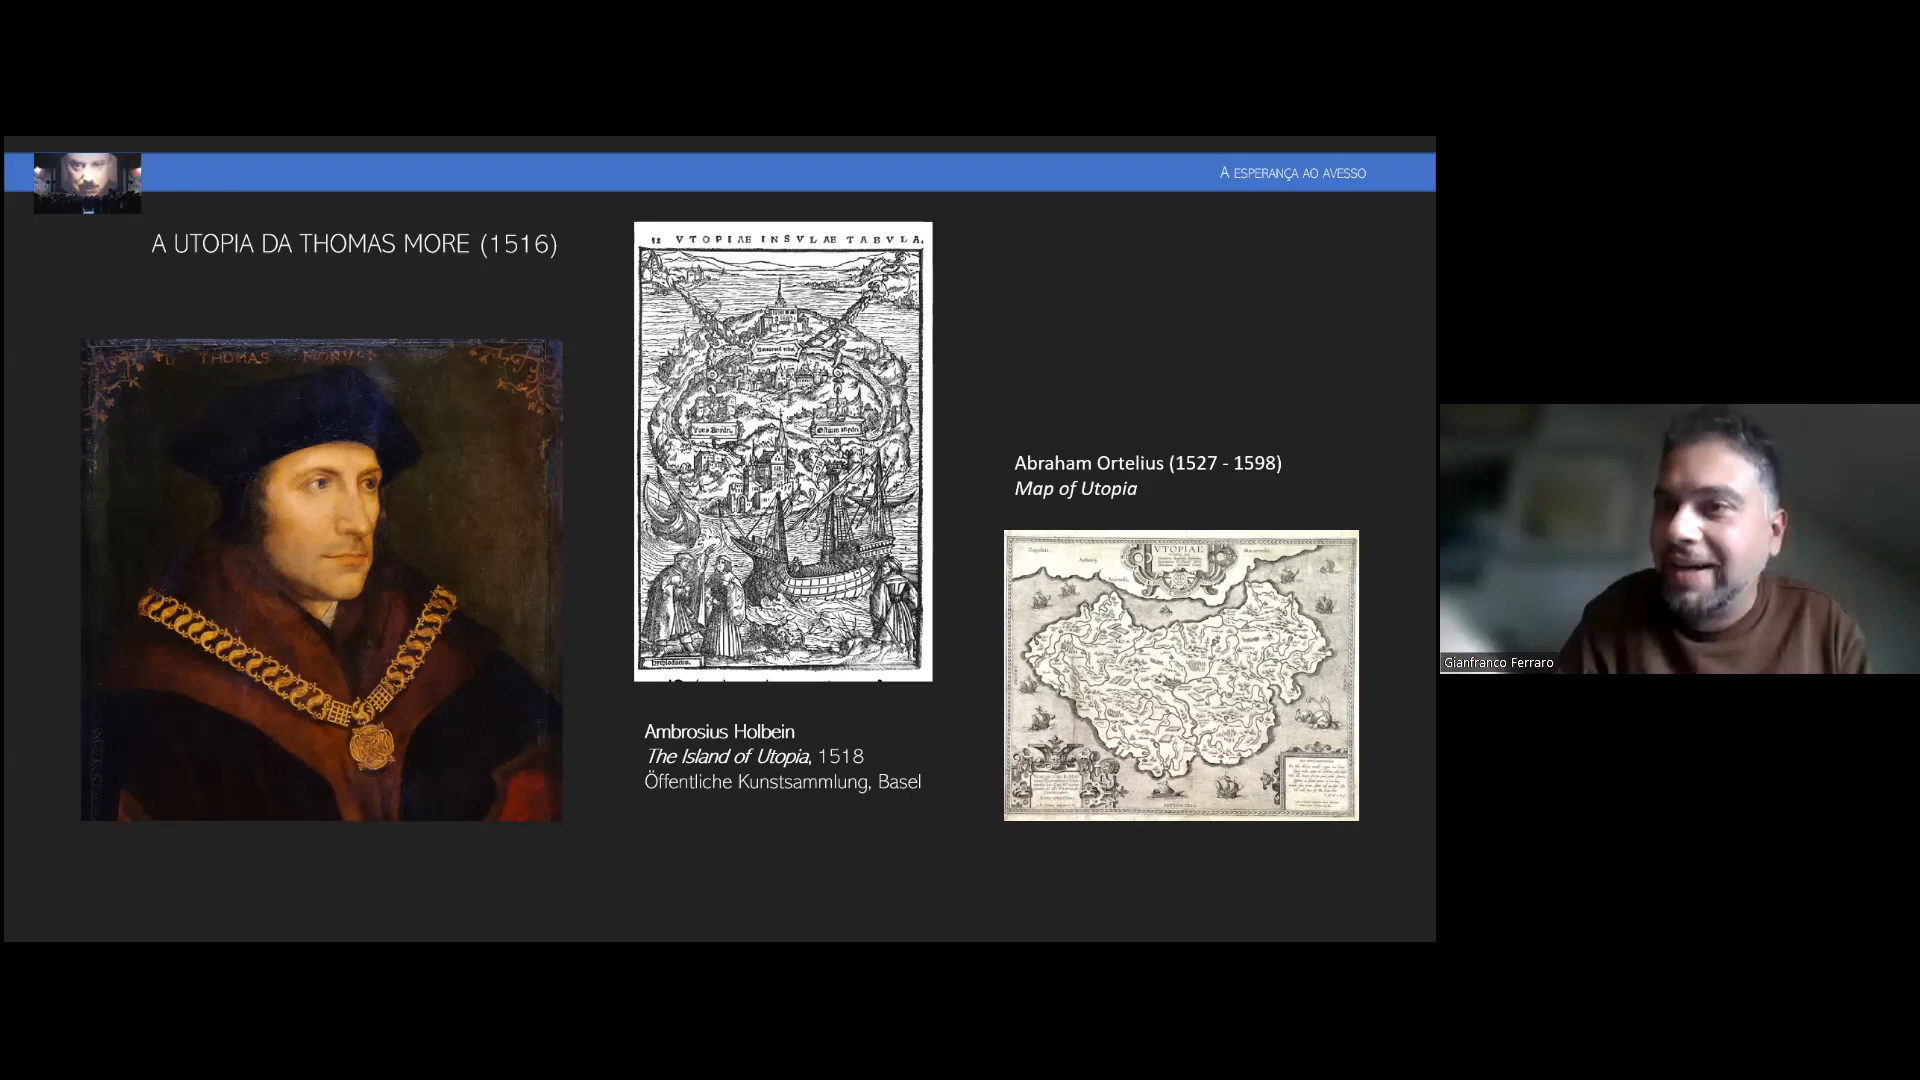 A ESPERANÇA AO AVESSO
A UTOPIA DA THOMAS MORE (1516)
12 VTOPIAE INSVLAE TABVLA.
THOMAS MORVS
Abraham Ortelius (1527 - 1598)
Map of Utopia
VTOPIAE
Ambrosius Holbein
The Island of Utopia, 1518
Öffentliche Kunstsammlung, Basel
Gianfranco Ferraro